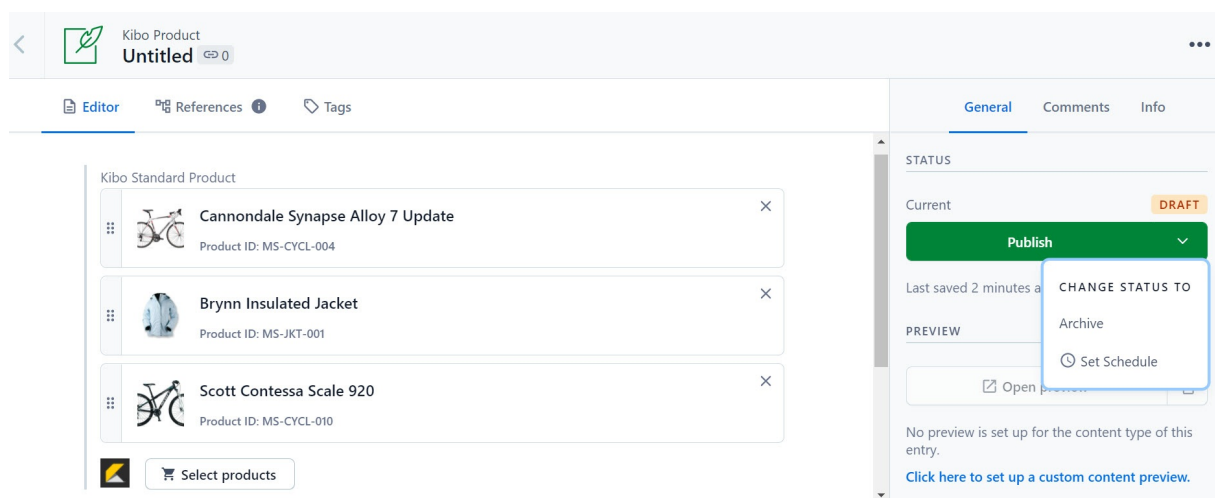 Kibo Product
Untitled 0
Editor References Tags
General Comments Info
Kibo Standard Product
Cannondale Synapse Alloy 7 Update
Product ID: MS-CYCL-004
Brynn Insulated Jacket
Product ID: MS-JKT-001
Scott Contessa Scale 920
Product ID: MS-CYCL-010
Select products
STATUS
Current DRAFT
Publish
Last saved 2 minutes a
CHANGE STATUS TO
Archive
Set Schedule
PREVIEW
Open
No preview is set up for the content type of this
entry.
Click here to set up a custom content preview.